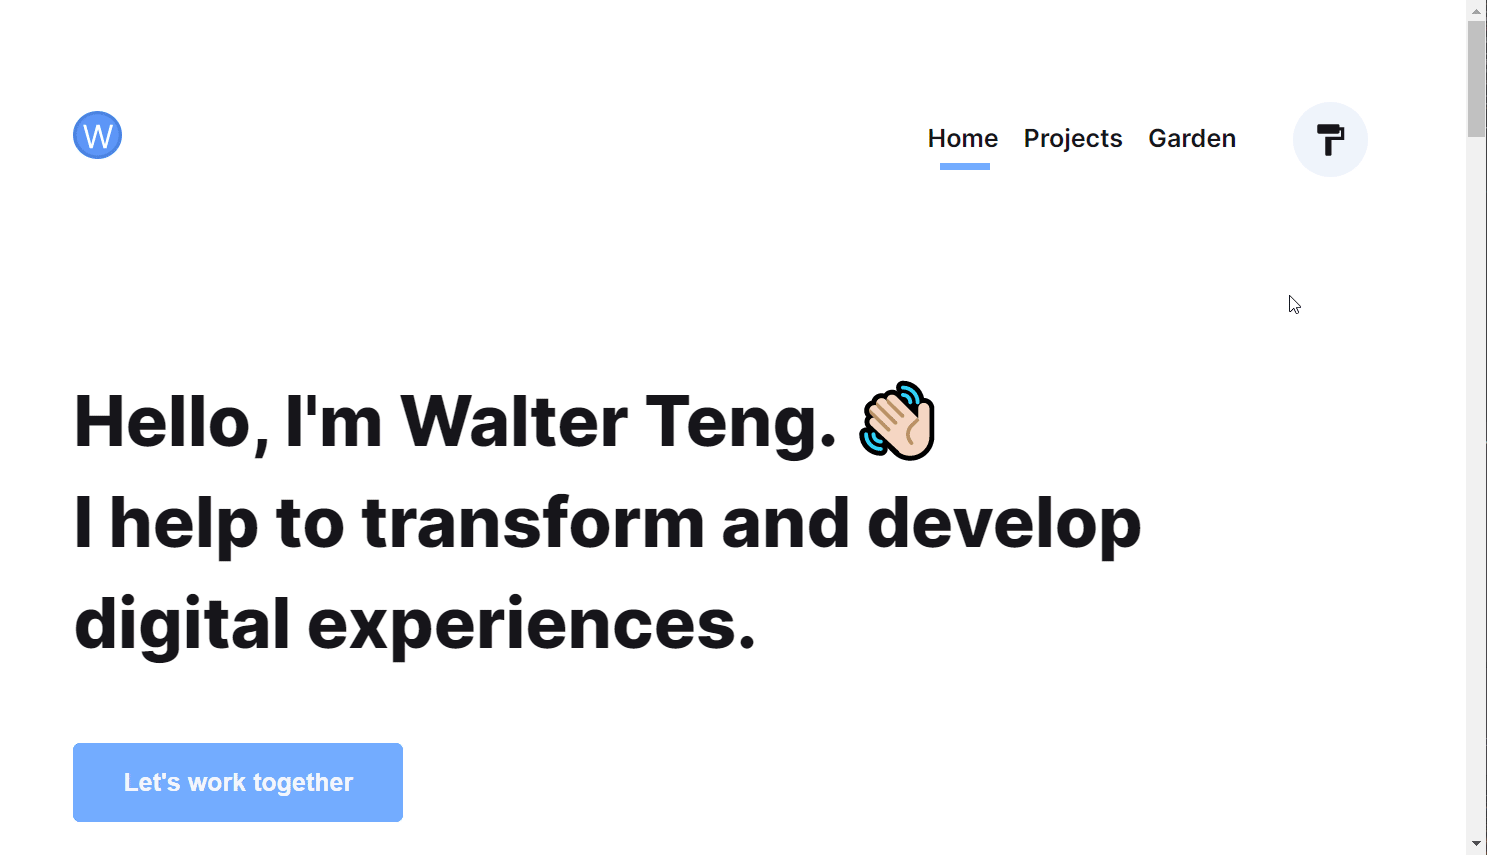 W
Home Projects Garden
Hello, I'm Walter Teng. 👋🏻
I help to transform and develop
digital experiences.
Let's work together